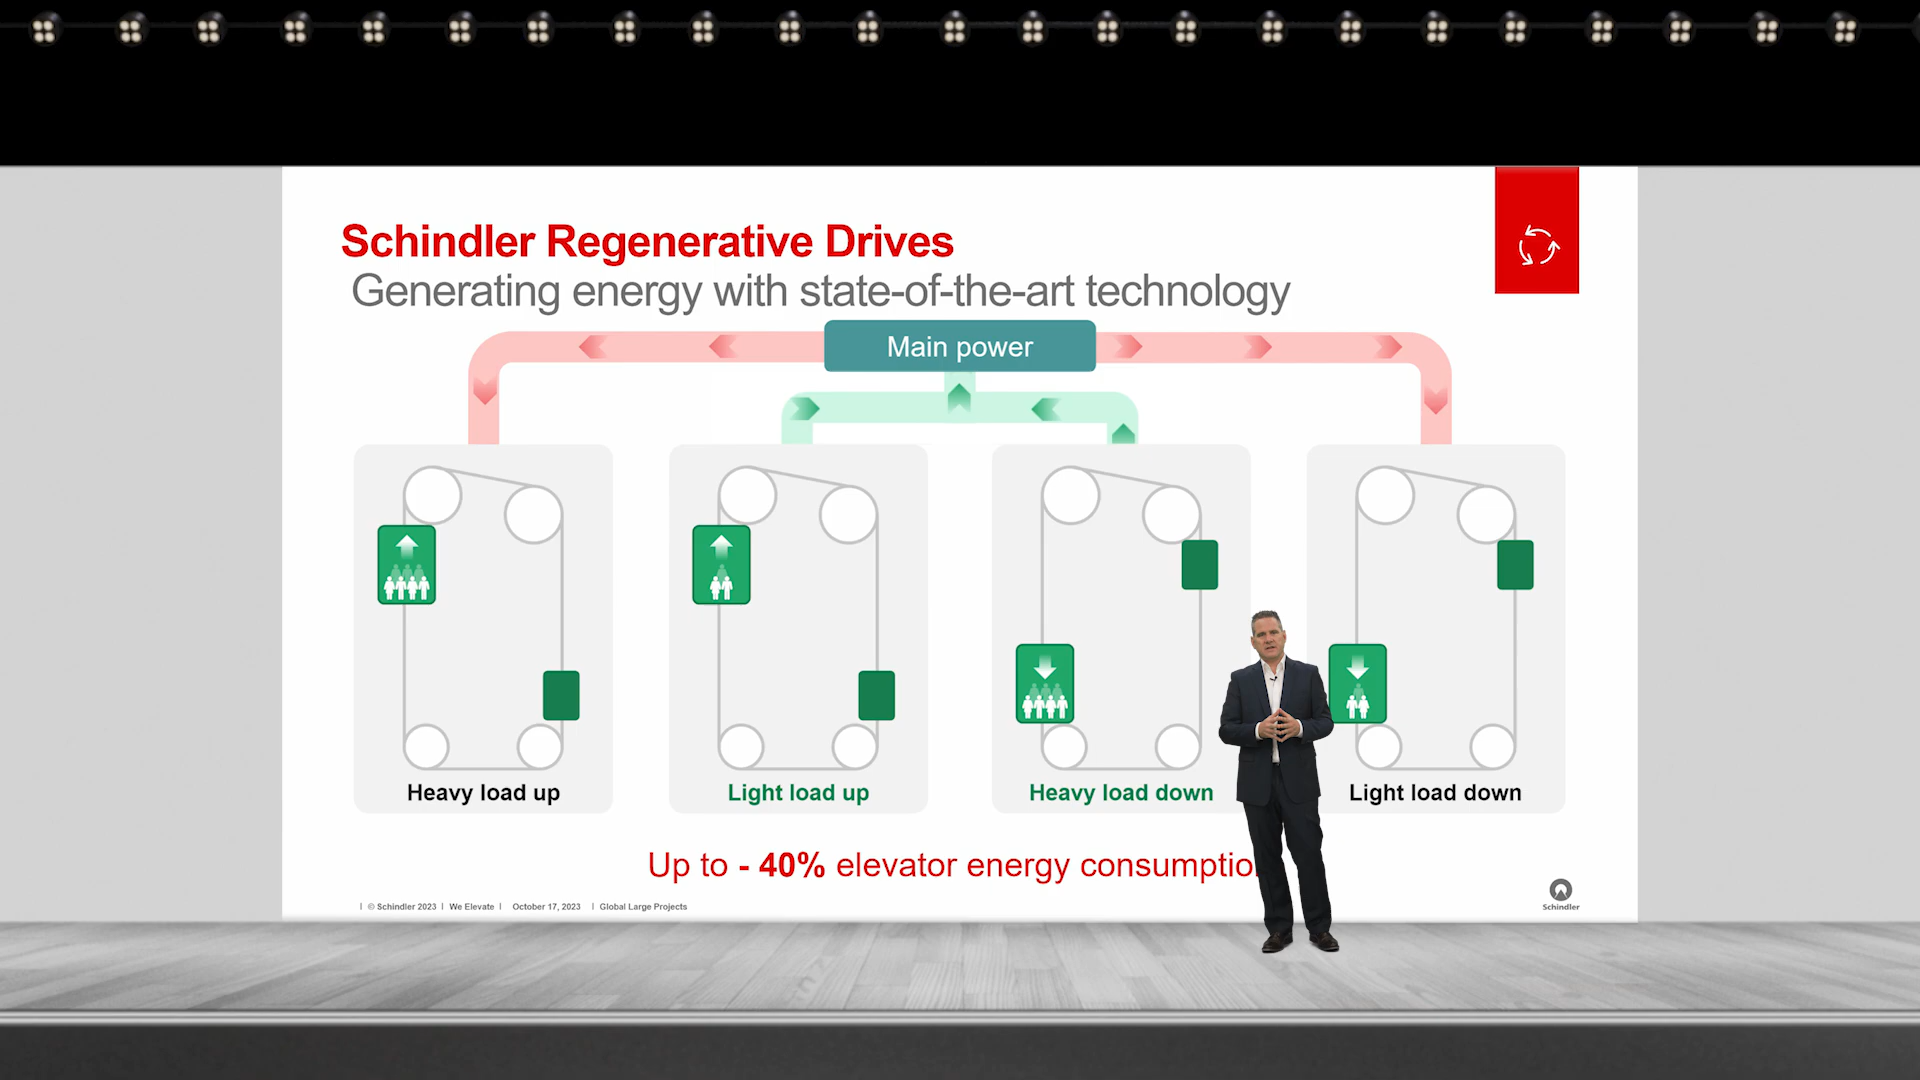 Schindler Regenerative Drives
Generating energy with state-of-the-art technology
Main power
Heavy load up
Light load up
Heavy load down
Light load down
Up to - 40% elevator energy consumptio
| © Schindler 2023 | We Elevate | October 17, 2023 | Global Large Projects
Schindler